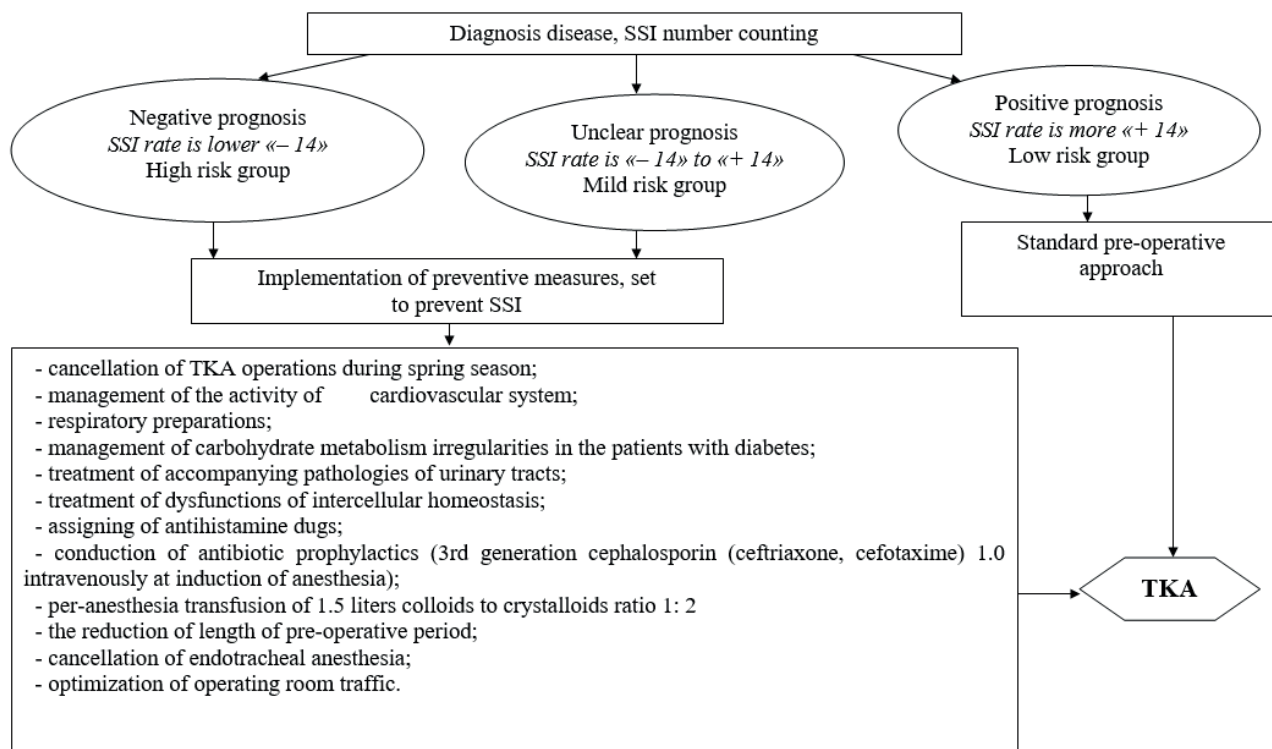 Diagnosis disease, SSI number counting
Negative prognosis
SSI rate is lower «– 14»
High risk group
Unclear prognosis
SSI rate is «– 14» to «+ 14»
Mild risk group
Positive prognosis
SSI rate is more «+ 14»
Low risk group
Implementation of preventive measures, set
to prevent SSI
Standard pre-operative
approach
- cancellation of TKA operations during spring season;
- management of the activity of cardiovascular system;
- respiratory preparations;
- management of carbohydrate metabolism irregularities in the patients with diabetes;
- treatment of accompanying pathologies of urinary tracts;
- treatment of dysfunctions of intercellular homeostasis;
- assigning of antihistamine dugs;
- conduction of antibiotic prophylactics (3rd generation cephalosporin (ceftriaxone, cefotaxime) 1.0
intravenously at induction of anesthesia);
- per-anesthesia transfusion of 1.5 liters colloids to crystalloids ratio 1: 2
- the reduction of length of pre-operative period;
- cancellation of endotracheal anesthesia;
- optimization of operating room traffic.
TKA